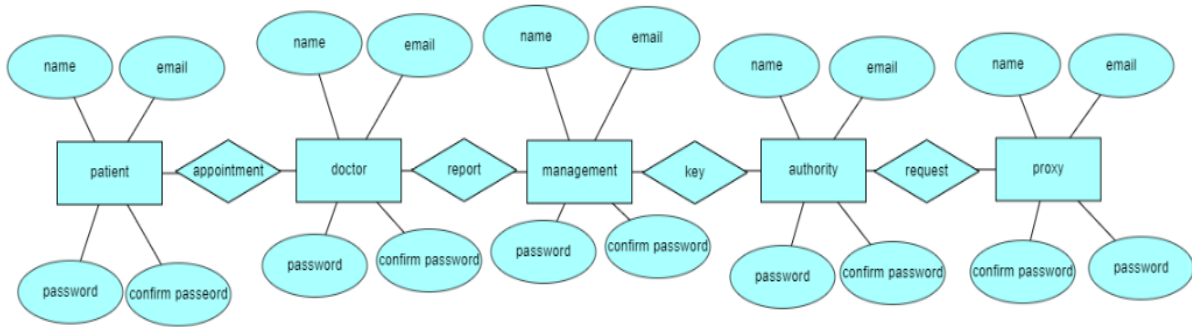 name
email
name
email
name
email
name
email
name
email
patient
appointment
doctor
report
management
key
authority
request
proxy
password
confirm passeord
password
confirm password
password
confirm password
password
confirm password
confirm password
password